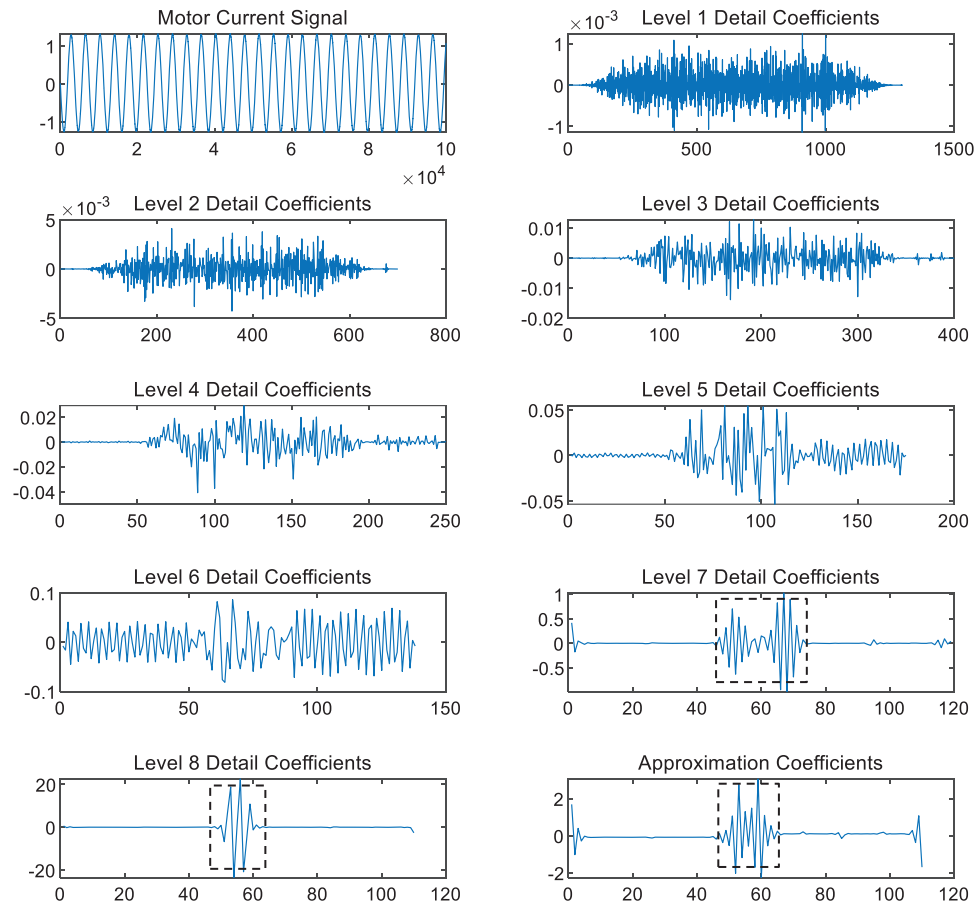 Motor Current Signal
1
0
-1
0 2 4 6 8 10
×10^4
Level 1 Detail Coefficients
×10^-3
1
0
-1
0 500 1000 1500
Level 2 Detail Coefficients
×10^-3
5
0
-5
0 200 400 600 800
Level 3 Detail Coefficients
0.01
0
-0.01
-0.02
0 100 200 300 400
Level 4 Detail Coefficients
0.02
0
-0.02
-0.04
0 50 100 150 200 250
Level 5 Detail Coefficients
0.05
0
-0.05
0 50 100 150 200
Level 6 Detail Coefficients
0.1
0
-0.1
0 50 100 150
Level 7 Detail Coefficients
1
0.5
0
-0.5
0 20 40 60 80 100 120
Level 8 Detail Coefficients
20
0
-20
0 20 40 60 80 100 120
Approximation Coefficients
2
0
-2
0 20 40 60 80 100 120